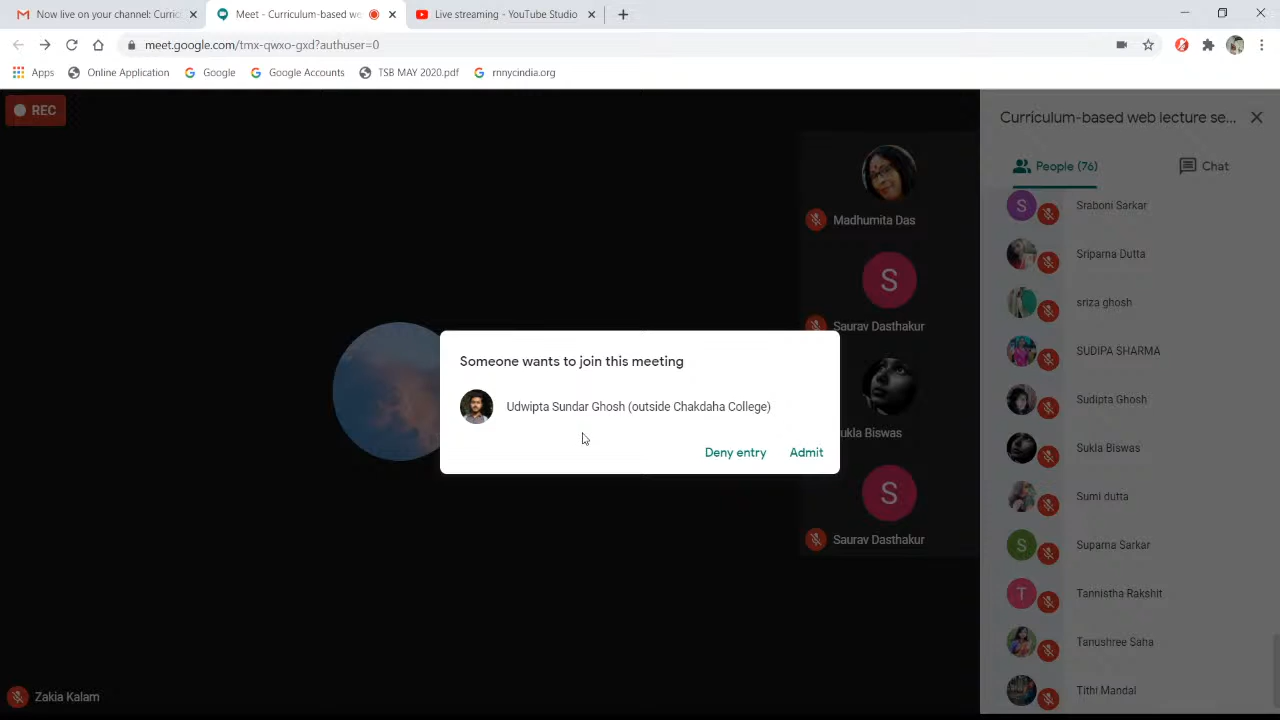 Now live on your channel: Curric
Meet - Curriculum-based we
Live streaming - YouTube Studio
meet.google.com/tmx-qwxo-gxd?authuser=0
Apps
Online Application
Google
Google Accounts
TSB MAY 2020.pdf
rnnycindia.org
REC
Madhumita Das
S
Saurav Dasthakur
ukla Biswas
S
Saurav Dasthakur
Zakia Kalam
Someone wants to join this meeting
Udwipta Sundar Ghosh (outside Chakdaha College)
Deny entry
Admit
Curriculum-based web lecture se...
People (76)
Chat
S
Sraboni Sarkar
Sriparna Dutta
sriza ghosh
SUDIPA SHARMA
Sudipta Ghosh
Sukla Biswas
Sumi dutta
S
Suparna Sarkar
T
Tannistha Rakshit
Tanushree Saha
Tithi Mandal